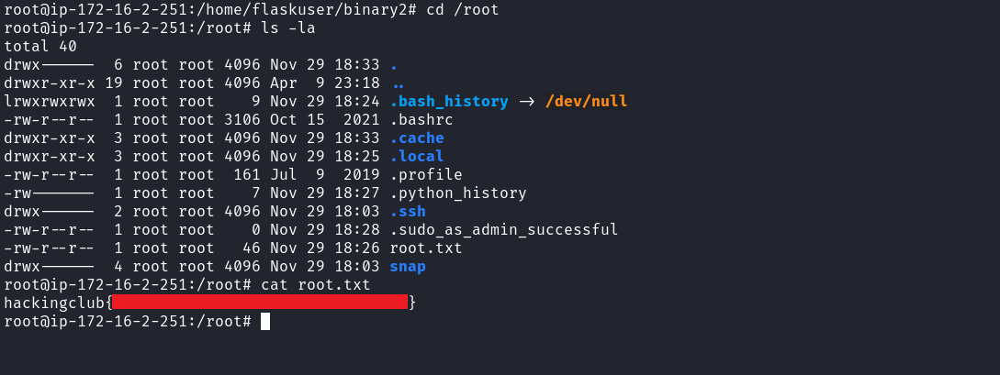 root@ip-172-16-2-251:/home/flaskuser/binary2# cd /root
root@ip-172-16-2-251:/root# ls -la
total 40
drwx------  6 root root 4096 Nov 29 18:33 .
drwxr-xr-x 19 root root 4096 Apr  9 23:18 ..
lrwxrwxrwx  1 root root    9 Nov 29 18:24 .bash_history -> /dev/null
-rw-r--r--  1 root root 3106 Oct 15  2021 .bashrc
drwxr-xr-x  3 root root 4096 Nov 29 18:33 .cache
drwxr-xr-x  3 root root 4096 Nov 29 18:25 .local
-rw-r--r--  1 root root  161 Jul  9  2019 .profile
-rw-------  1 root root    7 Nov 29 18:27 .python_history
drwx------  2 root root 4096 Nov 29 18:03 .ssh
-rw-r--r--  1 root root    0 Nov 29 18:28 .sudo_as_admin_successful
-rw-r--r--  1 root root   46 Nov 29 18:26 root.txt
drwx------  4 root root 4096 Nov 29 18:03 snap
root@ip-172-16-2-251:/root# cat root.txt
hackingclub{}
root@ip-172-16-2-251:/root#